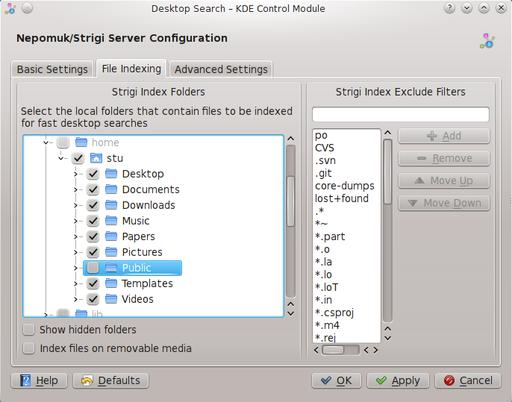 Desktop Search – KDE Control Module
Nepomuk/Strigi Server Configuration
Basic Settings
File Indexing
Advanced Settings
Strigi Index Folders
Select the local folders that contain files to be indexed
for fast desktop searches
home
stu
Desktop
Documents
Downloads
Music
Papers
Pictures
Public
Templates
Videos
lib
Show hidden folders
Index files on removable media
Strigi Index Exclude Filters
po
CVS
.svn
.git
core-dumps
lost+found
.*
*~
*.part
*.o
*.la
*.lo
*.loT
*.in
*.csproj
*.m4
*.rej
Add
Remove
Move Up
Move Down
Help
Defaults
OK
Apply
Cancel